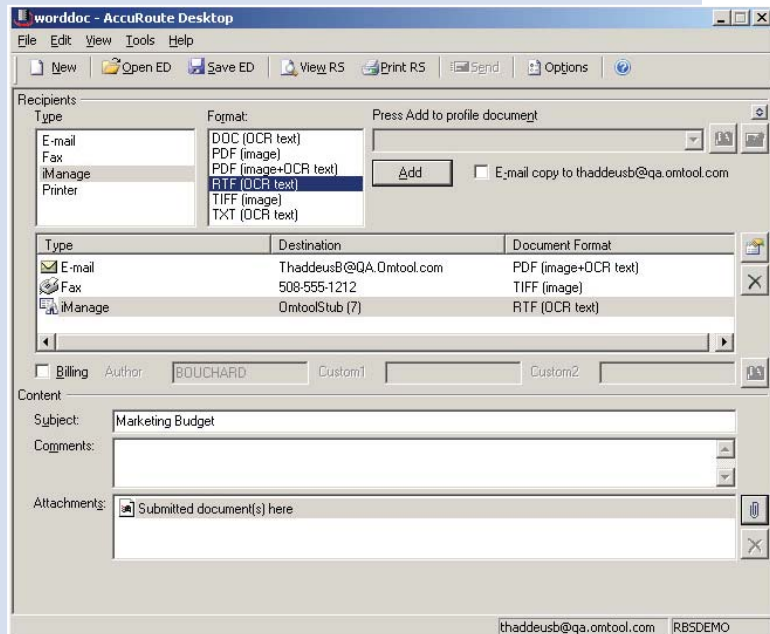 worddoc - AccuRoute Desktop
File Edit View Tools Help
New Open ED Save ED View RS Print RS Send Options
Recipients
Type Format: Press Add to profile document
E-mail
Fax
iManage
Printer
DOC (OCR text)
PDF (image)
PDF (image+OCR text)
RTF (OCR text)
TIFF (image)
TXT (OCR text)
Add E-mail copy to thaddeusb@qa.omtool.com
Type Destination Document Format
E-mail ThaddeusB@QA.Omtool.com PDF (image+OCR text)
Fax 508-555-1212 TIFF (image)
iManage OmtoolStub (7) RTF (OCR text)
Billing Author BOUCHARD Custom1 Custom2
Content
Subject: Marketing Budget
Comments:
Attachments: Submitted document(s) here
thaddeusb@qa.omtool.com RBSDEMO